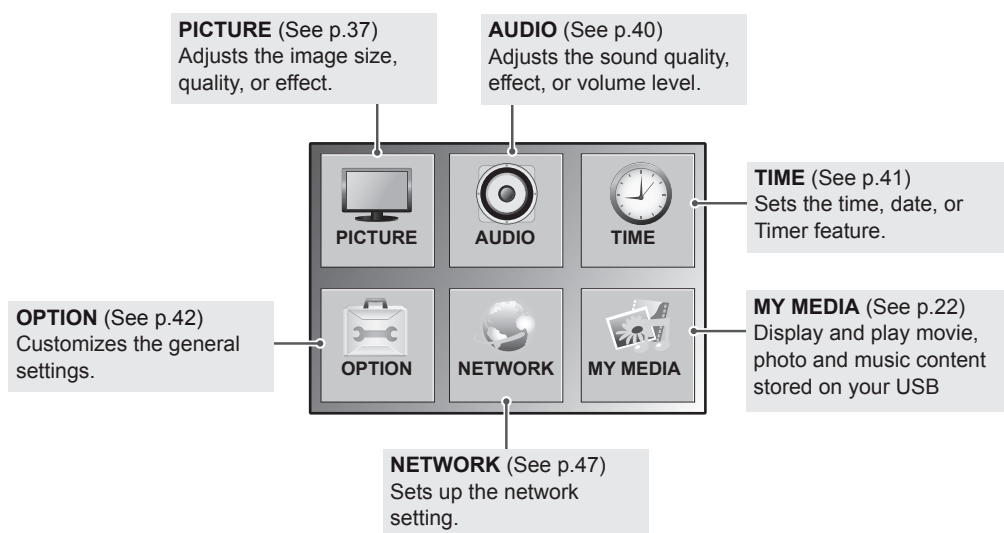 PICTURE (See p.37)
Adjusts the image size,
quality, or effect.
AUDIO (See p.40)
Adjusts the sound quality,
effect, or volume level.
PICTURE
AUDIO
TIME
TIME (See p.41)
Sets the time, date, or
Timer feature.
OPTION (See p.42)
Customizes the general
settings.
OPTION
NETWORK
MY MEDIA
MY MEDIA (See p.22)
Display and play movie,
photo and music content
stored on your USB
NETWORK (See p.47)
Sets up the network
setting.